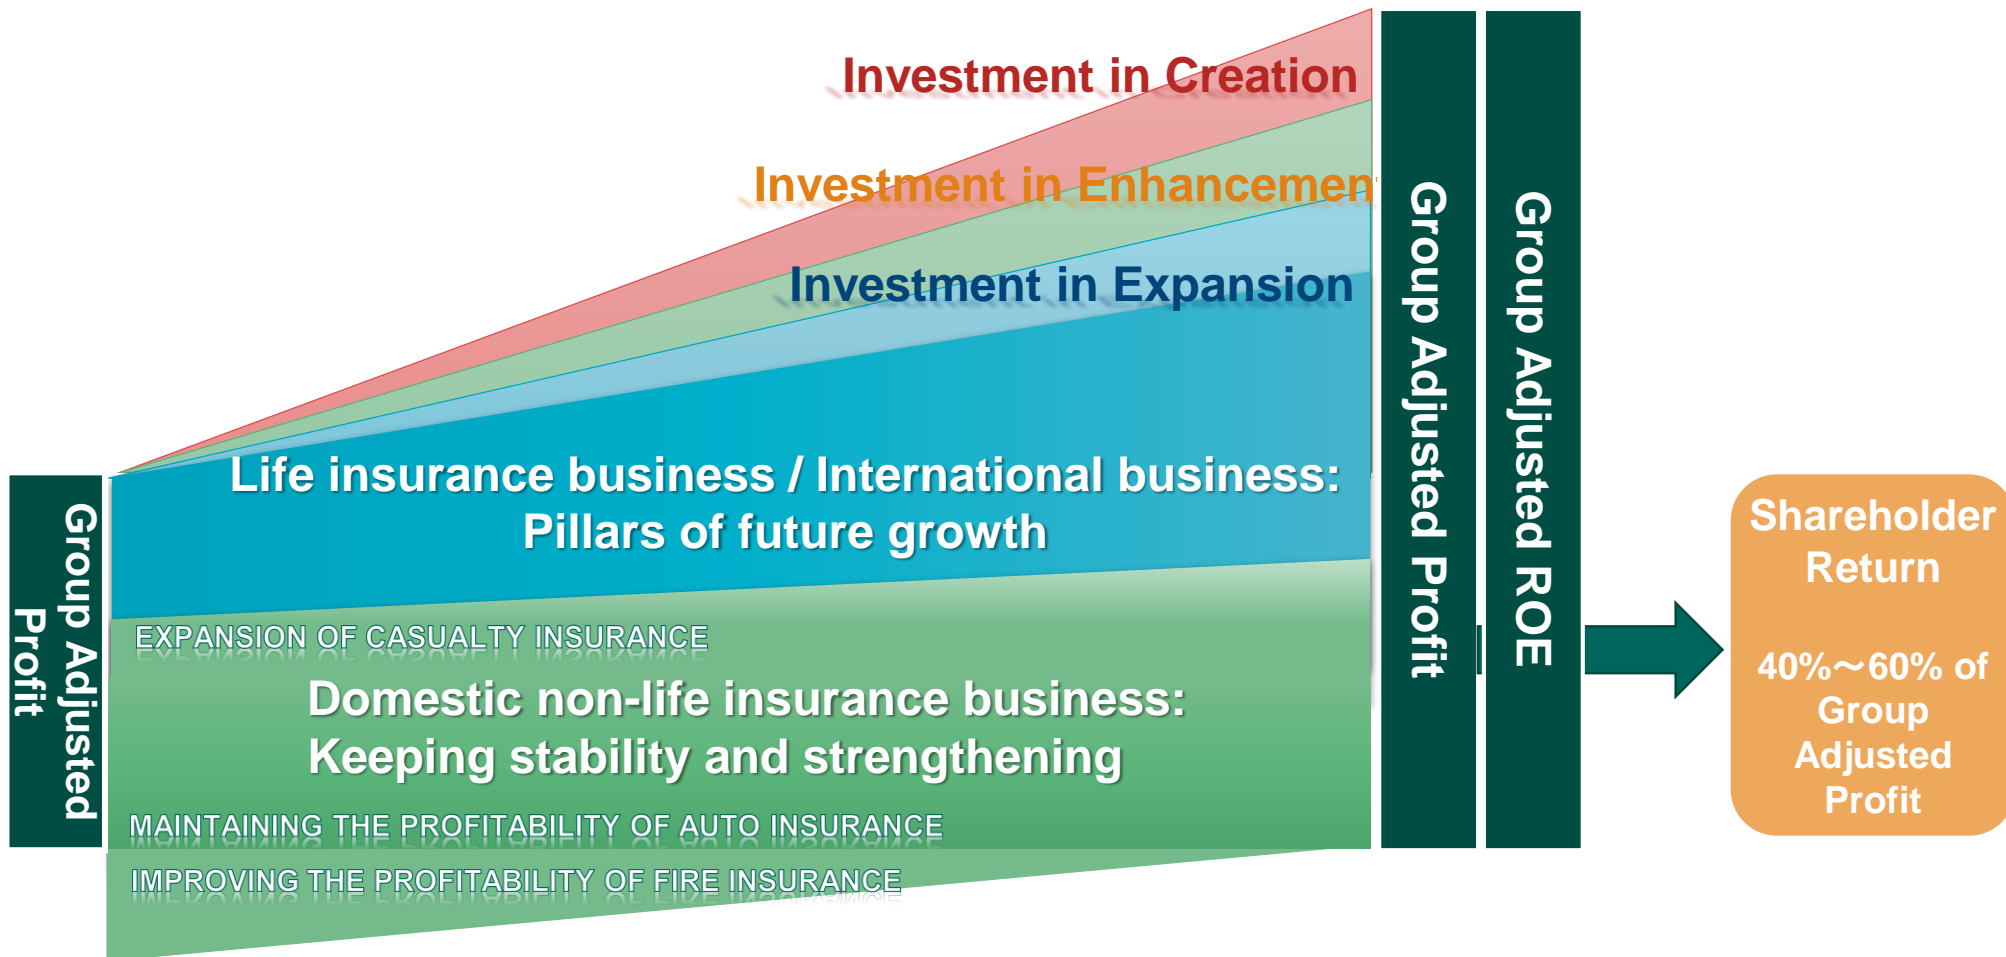 Investment in Creation
Investment in Enhancemen
Investment in Expansion
Life insurance business / International business:
Pillars of future growth
EXPANSION OF CASUALTY INSURANCE
Domestic non-life insurance business:
Keeping stability and strengthening
MAINTAINING THE PROFITABILITY OF AUTO INSURANCE
IMPROVING THE PROFITABILITY OF FIRE INSURANCE
Group Adjusted
Profit
Group Adjusted Profit
Group Adjusted ROE
Shareholder
Return
40%～60% of
Group
Adjusted
Profit